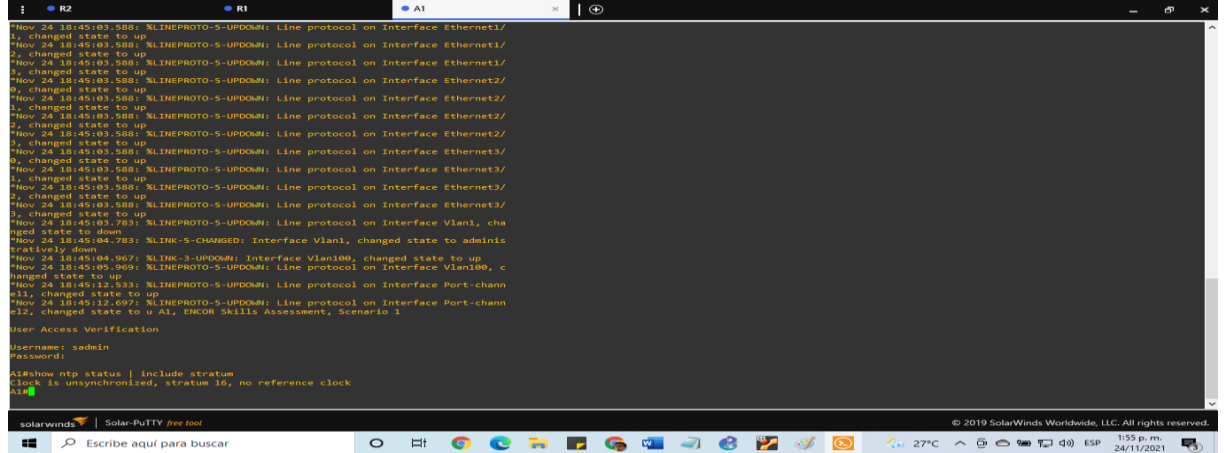 R2 R1 A1
*Nov 24 18:45:03.588: %LINEPROTO-5-UPDOWN: Line protocol on Interface Ethernet1/
1, changed state to up
*Nov 24 18:45:03.588: %LINEPROTO-5-UPDOWN: Line protocol on Interface Ethernet1/
2, changed state to up
*Nov 24 18:45:03.588: %LINEPROTO-5-UPDOWN: Line protocol on Interface Ethernet1/
3, changed state to up
*Nov 24 18:45:03.588: %LINEPROTO-5-UPDOWN: Line protocol on Interface Ethernet2/
0, changed state to up
*Nov 24 18:45:03.588: %LINEPROTO-5-UPDOWN: Line protocol on Interface Ethernet2/
1, changed state to up
*Nov 24 18:45:03.588: %LINEPROTO-5-UPDOWN: Line protocol on Interface Ethernet2/
2, changed state to up
*Nov 24 18:45:03.588: %LINEPROTO-5-UPDOWN: Line protocol on Interface Ethernet2/
3, changed state to up
*Nov 24 18:45:03.588: %LINEPROTO-5-UPDOWN: Line protocol on Interface Ethernet3/
0, changed state to up
*Nov 24 18:45:03.588: %LINEPROTO-5-UPDOWN: Line protocol on Interface Ethernet3/
1, changed state to up
*Nov 24 18:45:03.588: %LINEPROTO-5-UPDOWN: Line protocol on Interface Ethernet3/
2, changed state to up
*Nov 24 18:45:03.588: %LINEPROTO-5-UPDOWN: Line protocol on Interface Ethernet3/
3, changed state to up
*Nov 24 18:45:03.783: %LINEPROTO-5-UPDOWN: Line protocol on Interface Vlan1, cha
nged state to down
*Nov 24 18:45:04.783: %LINK-5-CHANGED: Interface Vlan1, changed state to adminis
tratively down
*Nov 24 18:45:04.967: %LINK-3-UPDOWN: Interface Vlan100, changed state to up
*Nov 24 18:45:05.969: %LINEPROTO-5-UPDOWN: Line protocol on Interface Vlan100, c
hanged state to up
*Nov 24 18:45:12.533: %LINEPROTO-5-UPDOWN: Line protocol on Interface Port-chann
el1, changed state to up
*Nov 24 18:45:12.697: %LINEPROTO-5-UPDOWN: Line protocol on Interface Port-chann
el2, changed state to u A1, ENCOR Skills Assessment, Scenario 1
User Access Verification
Username: sadmin
Password:
A1#show ntp status | include stratum
Clock is unsynchronized, stratum 16, no reference clock
A1#
solarwinds | Solar-PuTTY free tool © 2019 SolarWinds Worldwide, LLC. All rights reserved.
Escribe aquí para buscar 27°C ESP 1:55 p. m.
24/11/2021 3